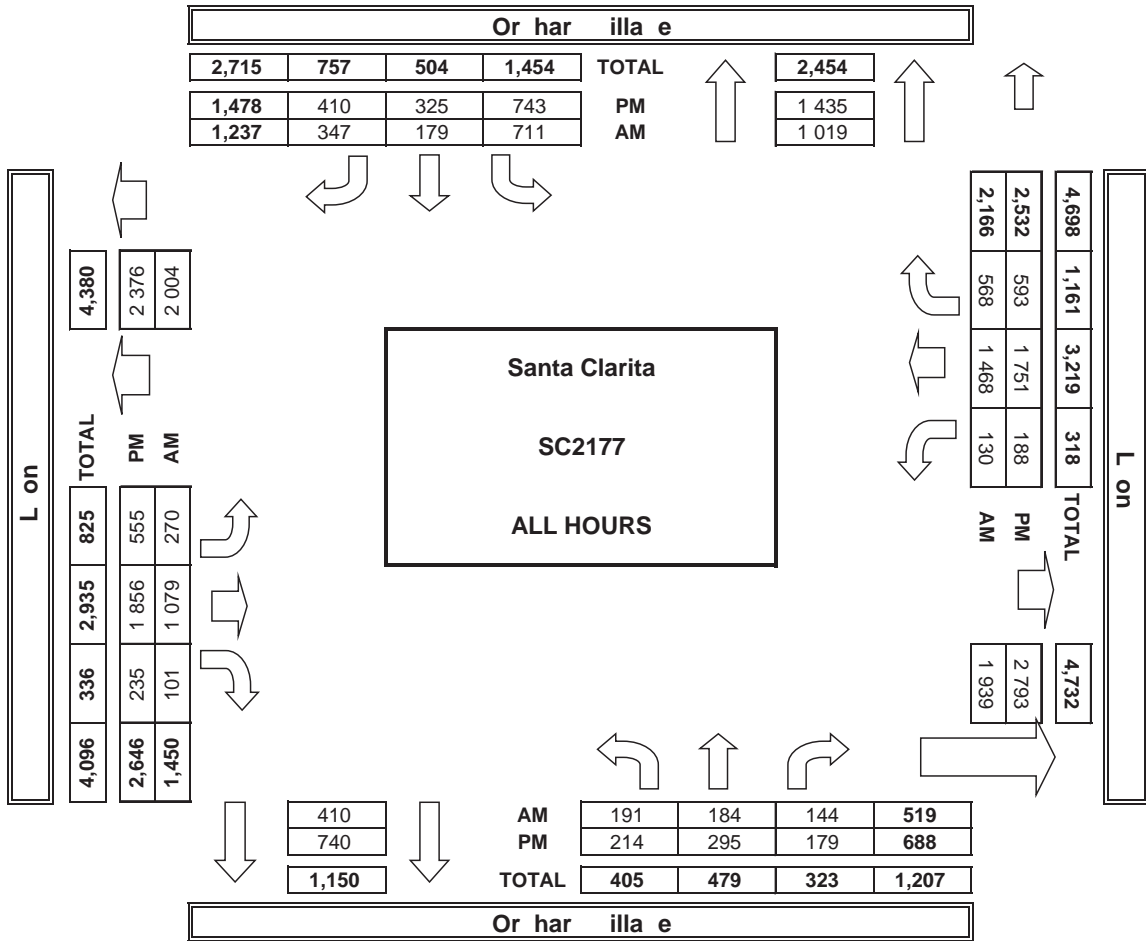 Or har illa e
2,715 757 504 1,454 TOTAL 2,454
1,478 410 325 743 PM 1 435
1,237 347 179 711 AM 1 019
L on
4,380
2 376
2 004
TOTAL 825 2,935 336 4,096
PM 555 1 856 235 2,646
AM 270 1 079 101 1,450
Santa Clarita
SC2177
ALL HOURS
4,698 1,161 3,219 318 TOTAL
2,532 593 1 751 188 PM
2,166 568 1 468 130 AM
4,732
2 793
1 939
L on
410 AM 191 184 144 519
740 PM 214 295 179 688
1,150 TOTAL 405 479 323 1,207
Or har illa e